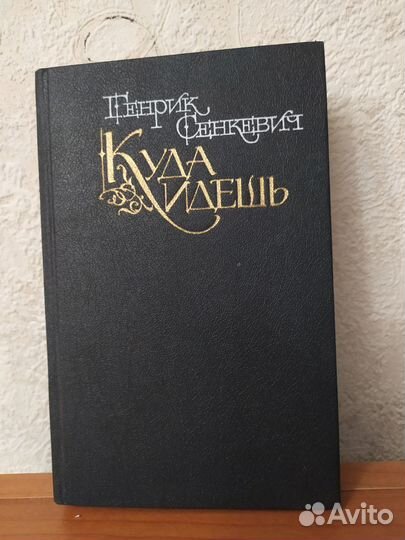 Генрик
Сенкевич
Куда
идешь
Avito